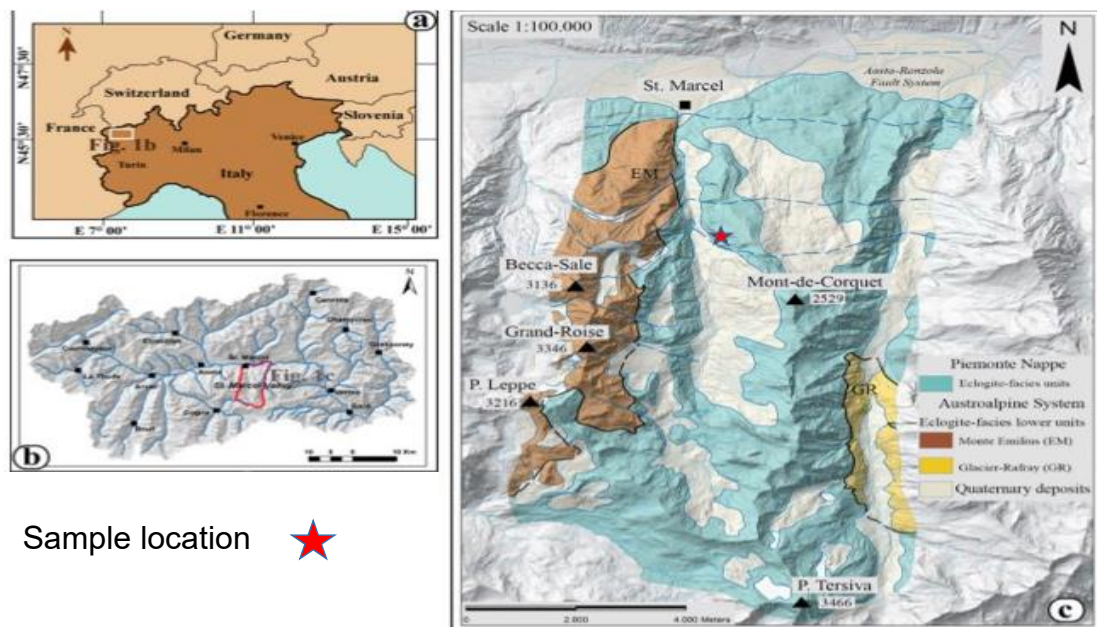 a
N
Germany
N47°30'
Austria
Switzerland
Slovenia
France
N45°30'
Fig. 1b
Milan
Venice
Turin
Italy
Florence
E 7°00' E 11°00' E 15°00'
N
St. Marcel
Fig. 1c
St. Marcel Valley
Cogne
b
Sample location
Scale 1:100.000
N
Aosta-Ranzola
Fault System
St. Marcel
EM
Becca-Sale
3136
Mont-de-Corquet
2529
Grand-Roise
3346
P. Leppe
3216
GR
Piemonte Nappe
Eclogite-facies units
Austroalpine System
Eclogite-facies lower units
Monte Emilius (EM)
Glacier-Rafray (GR)
Quaternary deposits
P. Tersiva
3466
0 2.000 4.000 Meters
c